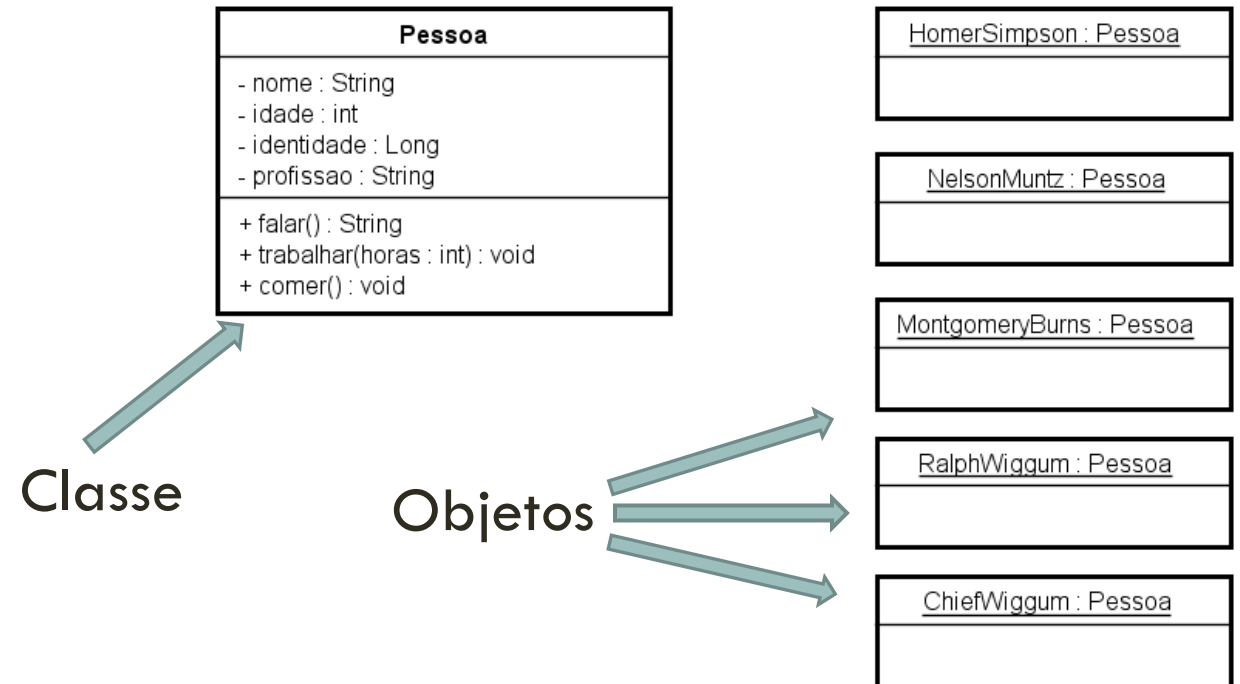 Pessoa
- nome : String
- idade : int
- identidade : Long
- profissao : String
+ falar() : String
+ trabalhar(horas : int) : void
+ comer() : void
Classe
Objetos
HomerSimpson : Pessoa
NelsonMuntz : Pessoa
MontgomeryBurns : Pessoa
RalphWiggum : Pessoa
ChiefWiggum : Pessoa